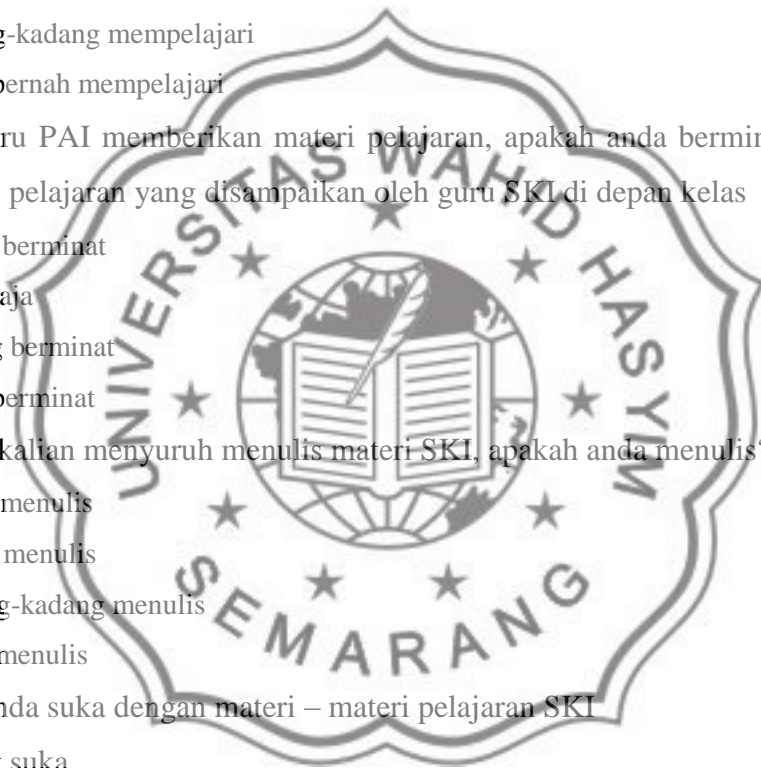 g-kadang mempelajari
pernah mempelajari
ru PAI memberikan materi pelajaran, apakah anda bermin
pelajaran yang disampaikan oleh guru SKI di depan kelas
berminat
aja
g berminat
berminat
kalian menyuruh menulis materi SKI, apakah anda menulis
menulis
menulis
g-kadang menulis
menulis
nda suka dengan materi – materi pelajaran SKI
suka
UNIVERSITAS WAHID HASYIM
SEMARANG